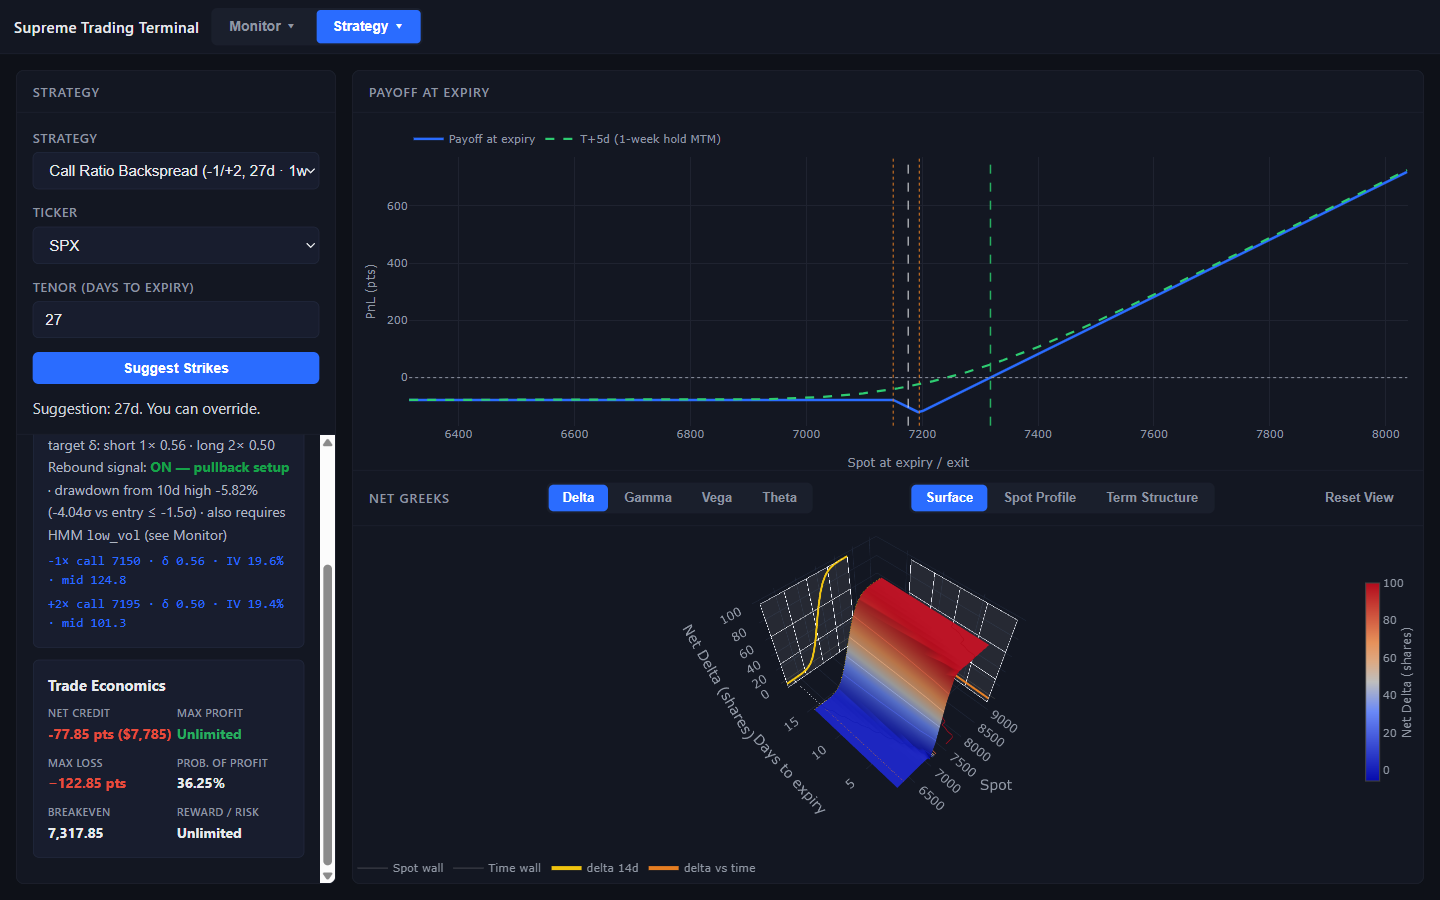 Supreme Trading Terminal
Monitor ▾
Strategy ▾
STRATEGY
STRATEGY
Call Ratio Backspread (-1/+2, 27d · 1w
TICKER
SPX
TENOR (DAYS TO EXPIRY)
27
Suggest Strikes
Suggestion: 27d. You can override.
target δ: short 1× 0.56 · long 2× 0.50
Rebound signal: ON — pullback setup
· drawdown from 10d high -5.82%
(-4.04σ vs entry ≤ -1.5σ) · also requires
HMM low_vol (see Monitor)
-1× call 7150 · δ 0.56 · IV 19.6%
· mid 124.8
+2× call 7195 · δ 0.50 · IV 19.4%
· mid 101.3
Trade Economics
NET CREDIT
MAX PROFIT
-77.85 pts ($7,785)
Unlimited
MAX LOSS
PROB. OF PROFIT
−122.85 pts
36.25%
BREAKEVEN
REWARD / RISK
7,317.85
Unlimited
PAYOFF AT EXPIRY
Payoff at expiry
T+5d (1-week hold MTM)
PnL (pts)
600
400
200
0
6400
6600
6800
7000
7200
7400
7600
7800
8000
Spot at expiry / exit
NET GREEKS
Delta
Gamma
Vega
Theta
Surface
Spot Profile
Term Structure
Reset View
100
80
60
40
20
0
Net Delta (shares)
15
10
5
Days to expiry
9000
8500
8000
7500
7000
6500
Spot
100
80
60
40
20
0
Net Delta (shares)
Spot wall
Time wall
delta 14d
delta vs time